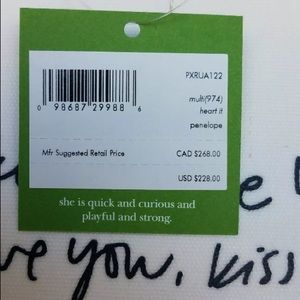 PXRUA122
0 98687 29988 6
multi(974)
heart it
penelope
Mfr Suggested Retail Price CAD $268.00
USD $228.00
she is quick and curious and
playful and strong.
you, kiss